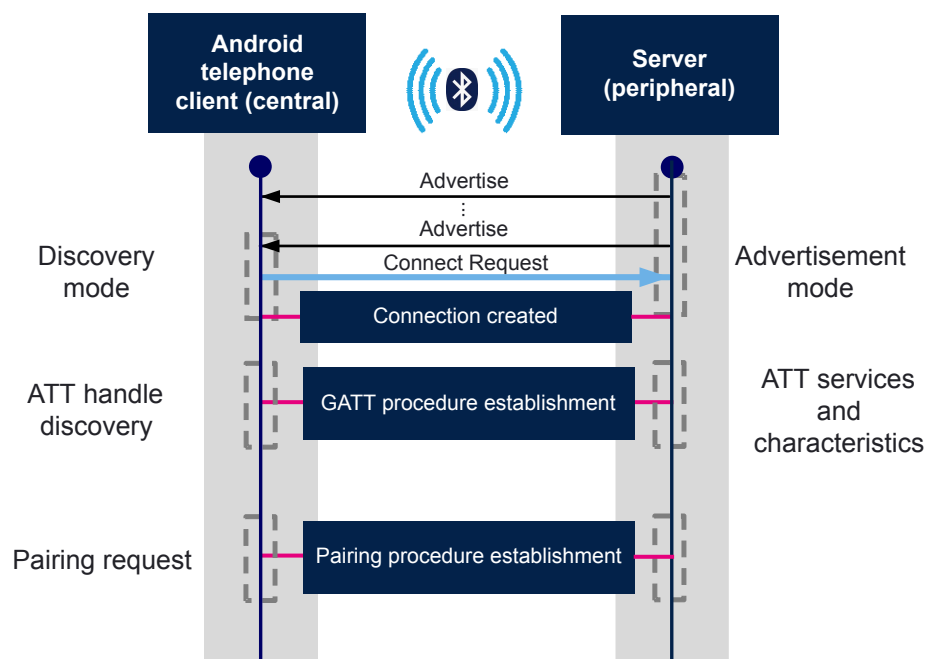 Android
telephone
client (central)
Server
(peripheral)
Advertise
...
Advertise
Connect Request
Discovery
mode
Advertisement
mode
Connection created
ATT handle
discovery
GATT procedure establishment
ATT services
and
characteristics
Pairing request
Pairing procedure establishment